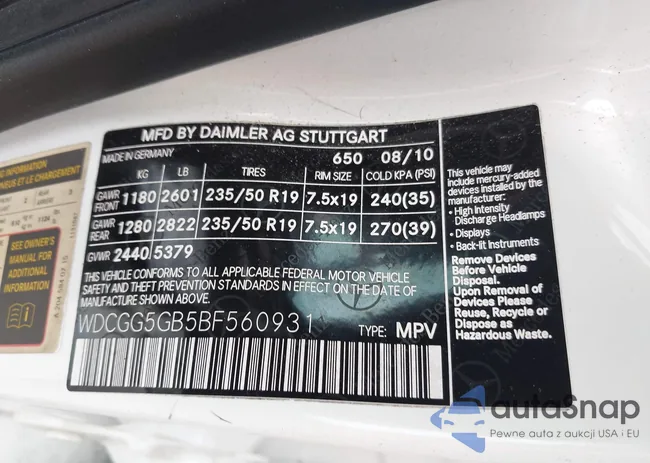 MFD BY DAIMLER AG STUTTGART
MADE IN GERMANY 650 08/10
KG LB TIRES RIM SIZE COLD KPA (PSI)
GAWR FRONT 1180 2601 235/50 R19 7.5x19 240(35)
GAWR REAR 1280 2822 235/50 R19 7.5x19 270(39)
GVWR 2440 5379
THIS VEHICLE CONFORMS TO ALL APPLICABLE FEDERAL MOTOR VEHICLE
SAFETY AND THEFT PREVENTION STANDARDS IN EFFECT ON THE DATE
OF MANUFACTURE SHOWN ABOVE.
WDCGG5GB5BF560931
TYPE: MPV
This vehicle may
include mercury-added
devices installed by the
manufacturer:
• High Intensity
Discharge Headlamps
• Displays
• Back-lit Instruments
Remove Devices
Before Vehicle
Disposal.
Upon Removal of
Devices Please
Reuse, Recycle or
Dispose as
Hazardous Waste.
SEE OWNER'S
MANUAL FOR
ADDITIONAL
INFORMATION
autaSnap
Pewne auta z aukcji USA i EU